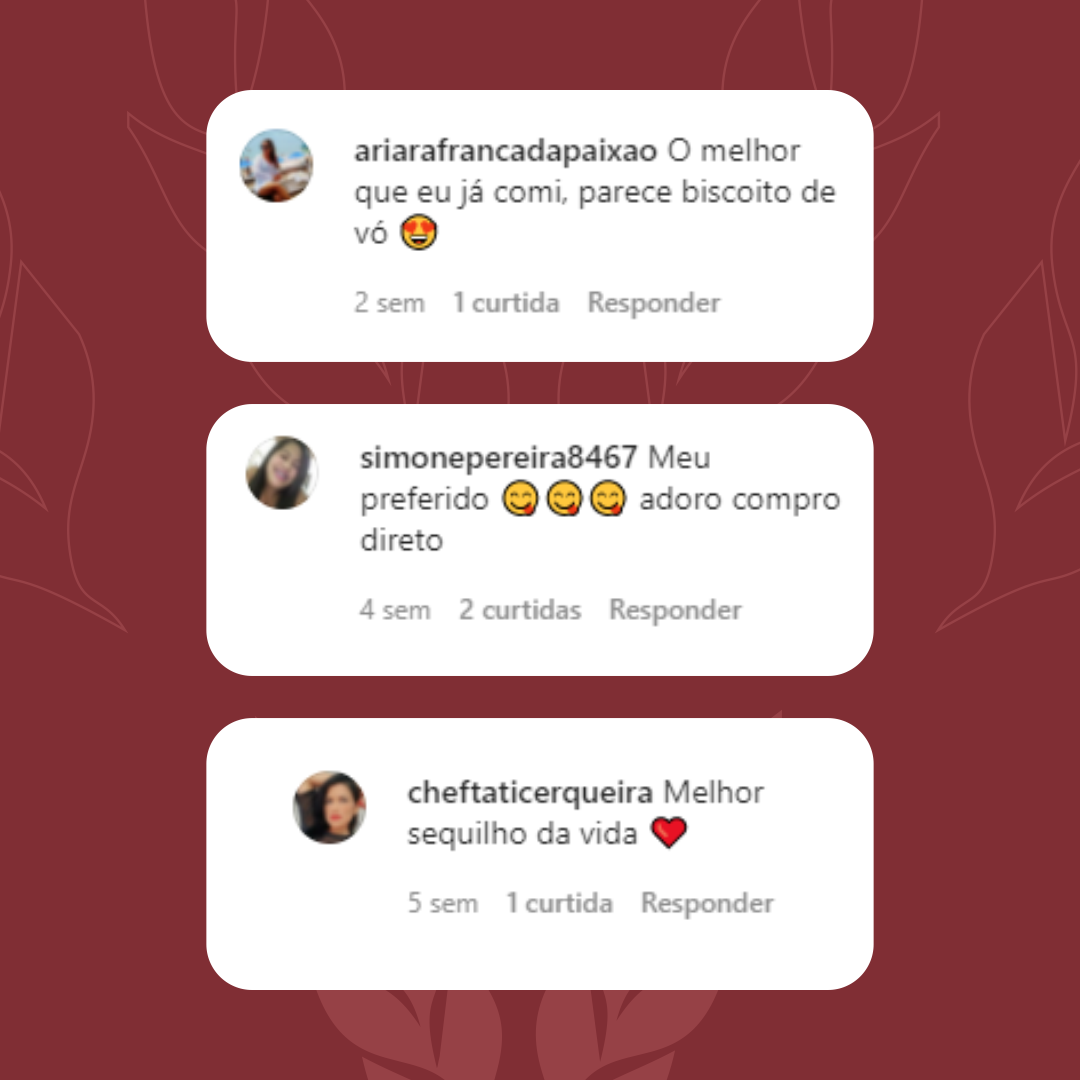 ariarafrancadapaixao O melhor
que eu já comi, parece biscoito de
vó 😍
2 sem 1 curtida Responder
simonepereira8467 Meu
preferido 😋😋😋 adoro compro
direto
4 sem 2 curtidas Responder
cheftaticerqueira Melhor
sequilho da vida ❤️
5 sem 1 curtida Responder